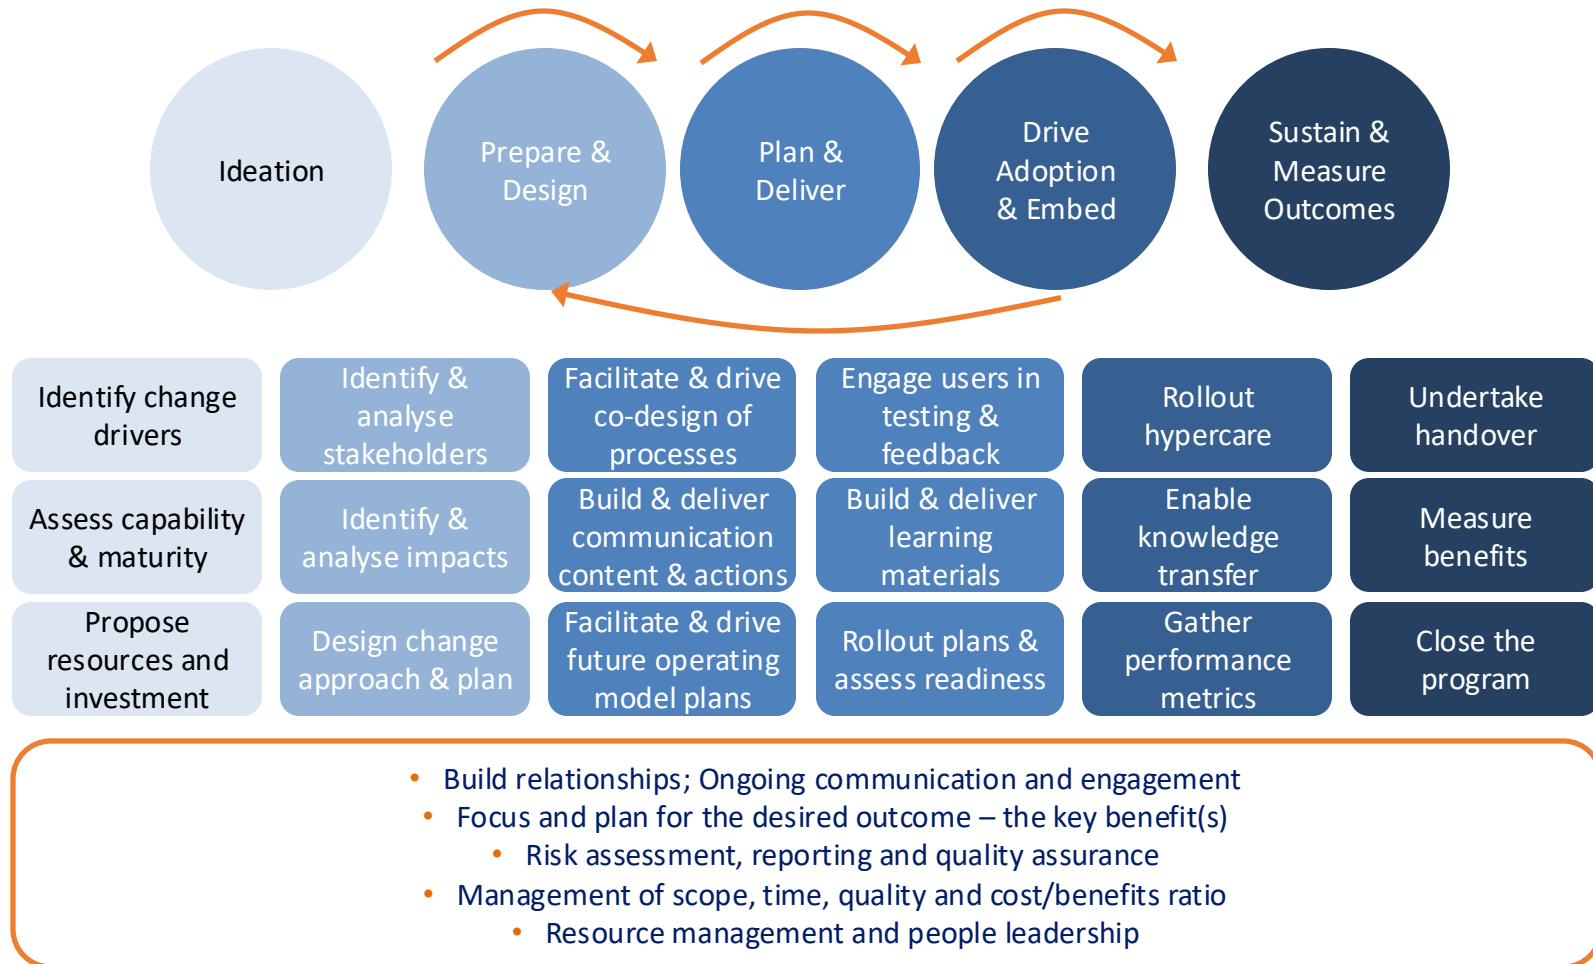 Ideation
Prepare &
Design
Plan &
Deliver
Drive
Adoption
& Embed
Sustain &
Measure
Outcomes
Identify change
drivers
Identify &
analyse
stakeholders
Facilitate & drive
co-design of
processes
Engage users in
testing &
feedback
Rollout
hypercare
Undertake
handover
Assess capability
& maturity
Identify &
analyse impacts
Build & deliver
communication
content & actions
Build & deliver
learning
materials
Enable
knowledge
transfer
Measure
benefits
Propose
resources and
investment
Design change
approach & plan
Facilitate & drive
future operating
model plans
Rollout plans &
assess readiness
Gather
performance
metrics
Close the
program
• Build relationships; Ongoing communication and engagement
• Focus and plan for the desired outcome – the key benefit(s)
• Risk assessment, reporting and quality assurance
• Management of scope, time, quality and cost/benefits ratio
• Resource management and people leadership